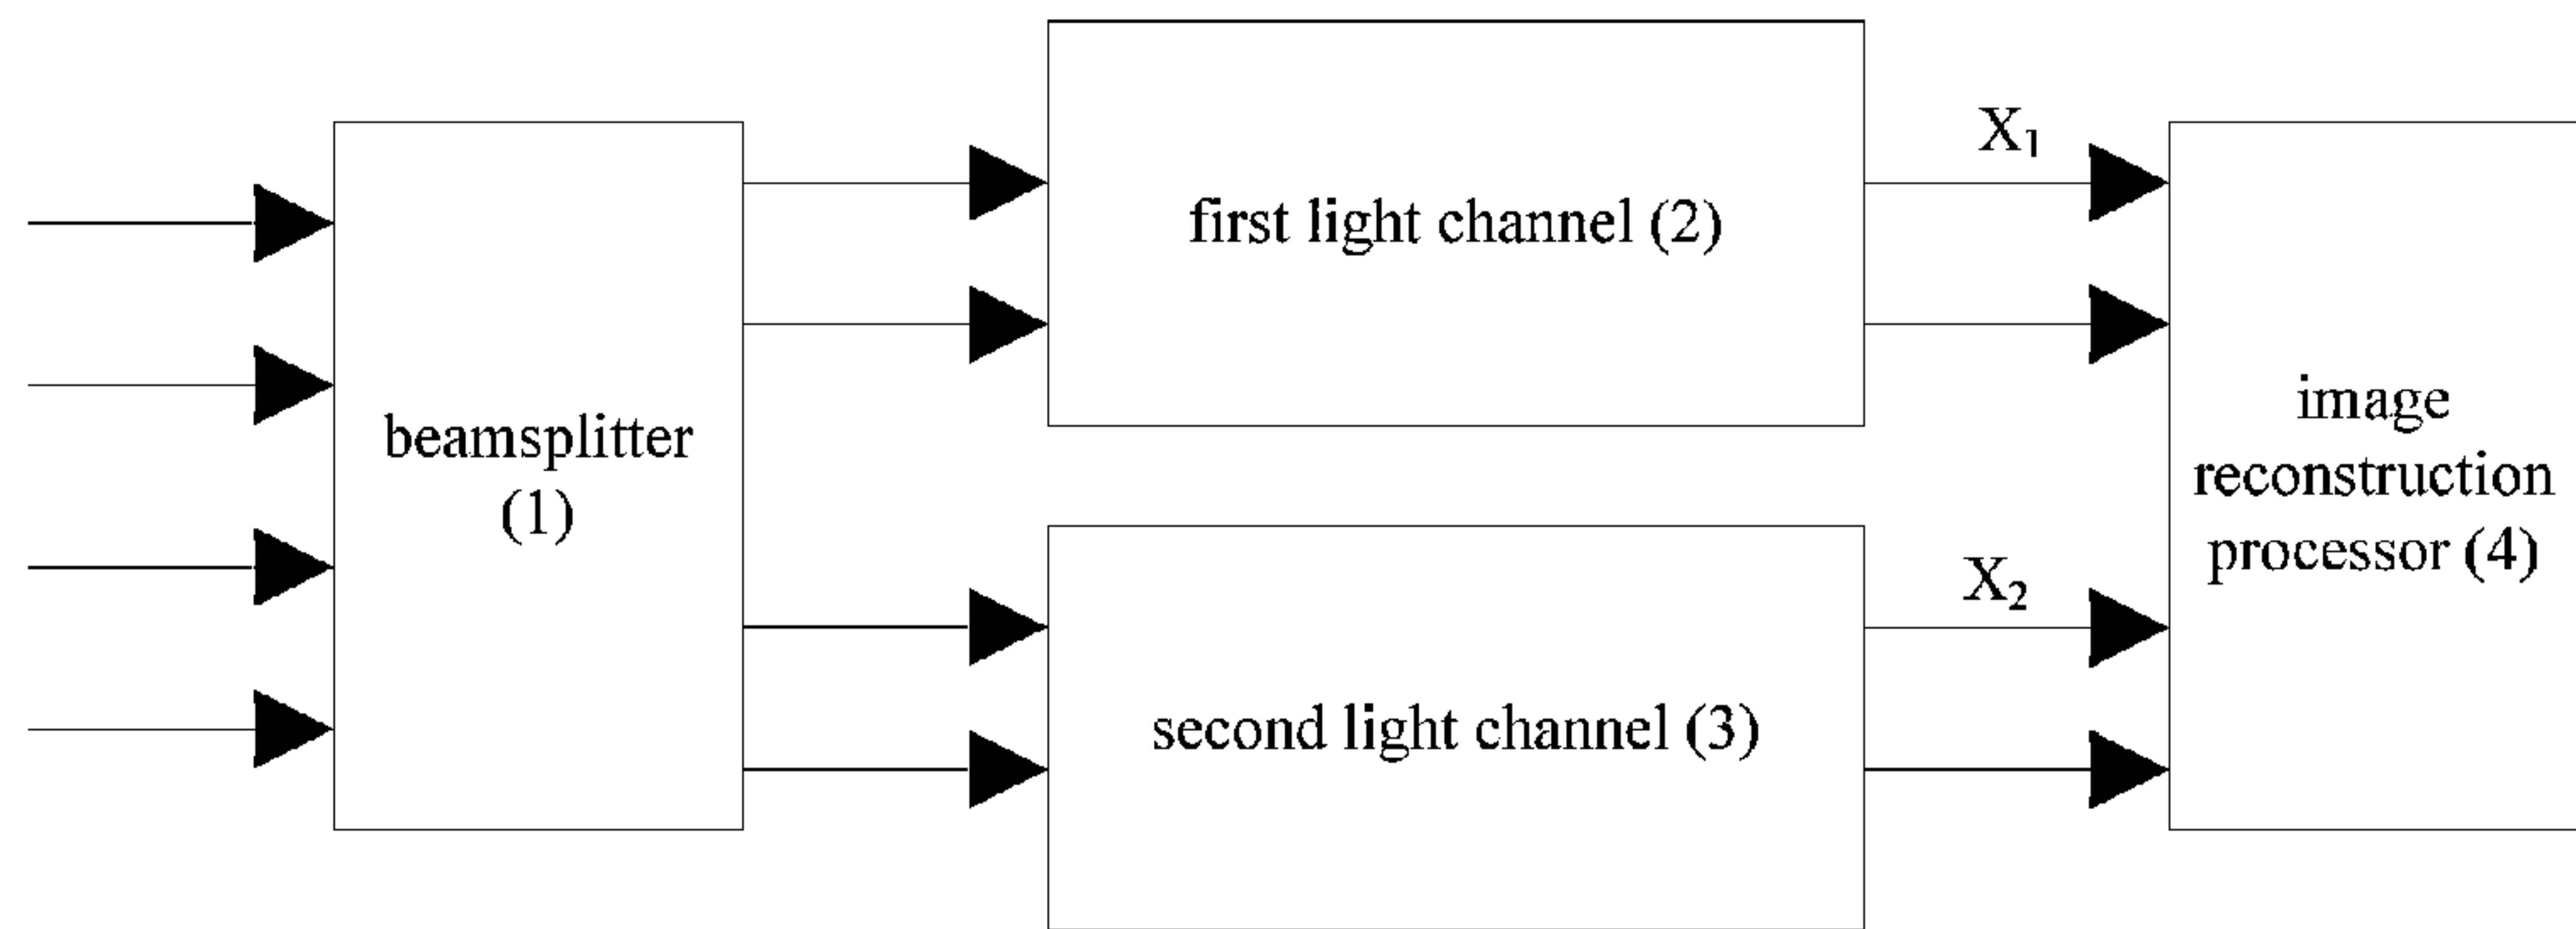 beamsplitter
(1)
first light channel (2)
second light channel (3)
X₁
X₂
image
reconstruction
processor (4)